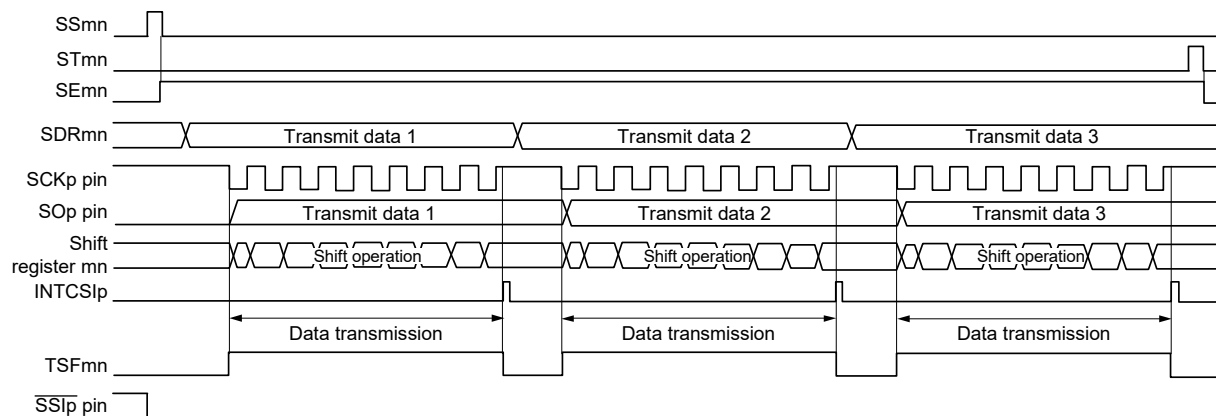 SSmn
STmn
SEmn
SDRmn Transmit data 1 Transmit data 2 Transmit data 3
SCKp pin
SOp pin Transmit data 1 Transmit data 2 Transmit data 3
Shift
register mn Shift operation Shift operation Shift operation
INTCSIp
Data transmission Data transmission Data transmission
TSFmn
SSIp pin